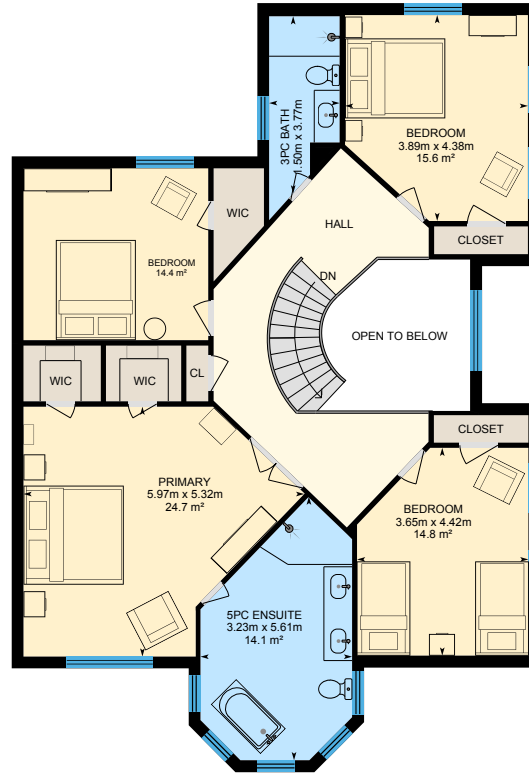 3PC BATH
1.50m x 3.77m
BEDROOM
3.89m x 4.38m
15.6 m²
WIC
HALL
CLOSET
BEDROOM
14.4 m²
DN
OPEN TO BELOW
WIC
WIC
CL
CLOSET
PRIMARY
5.97m x 5.32m
24.7 m²
BEDROOM
3.65m x 4.42m
14.8 m²
5PC ENSUITE
3.23m x 5.61m
14.1 m²